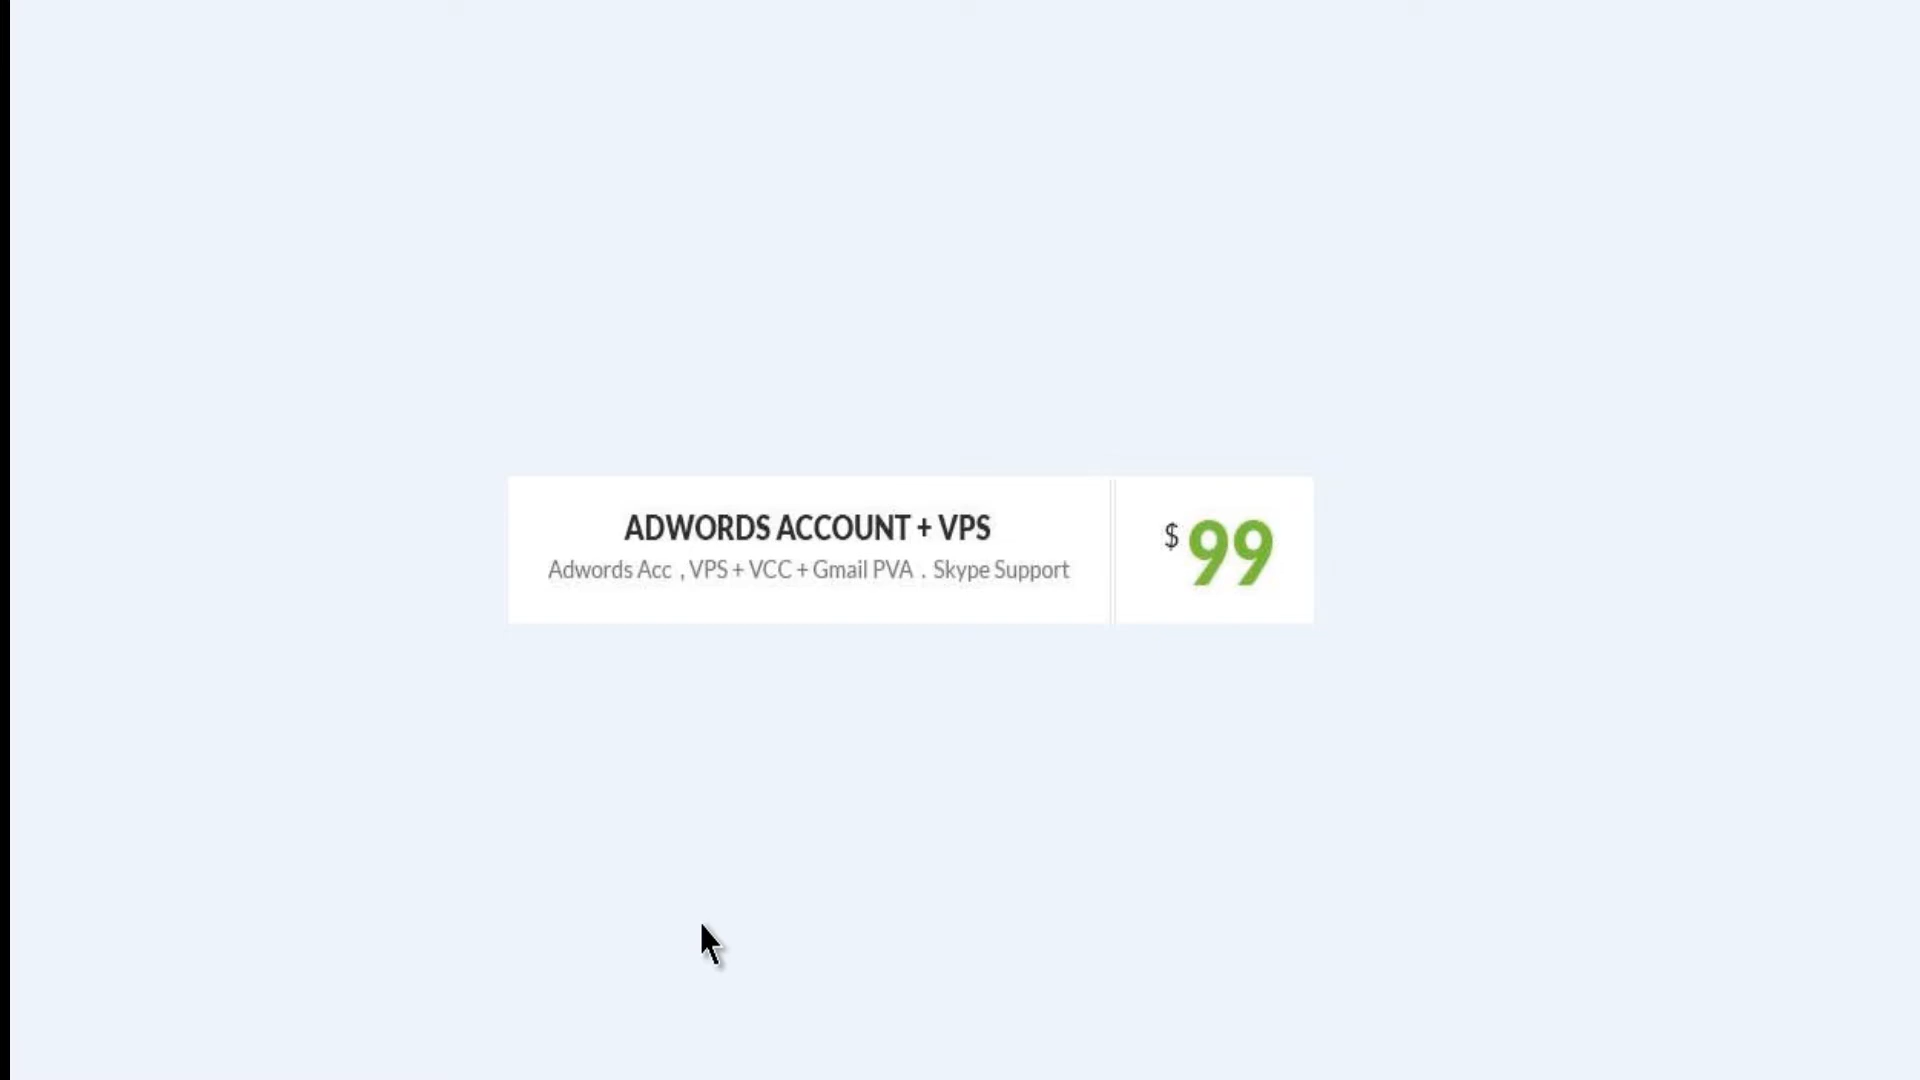 ADWORDS ACCOUNT + VPS
Adwords Acc , VPS + VCC + Gmail PVA . Skype Support
$ 99